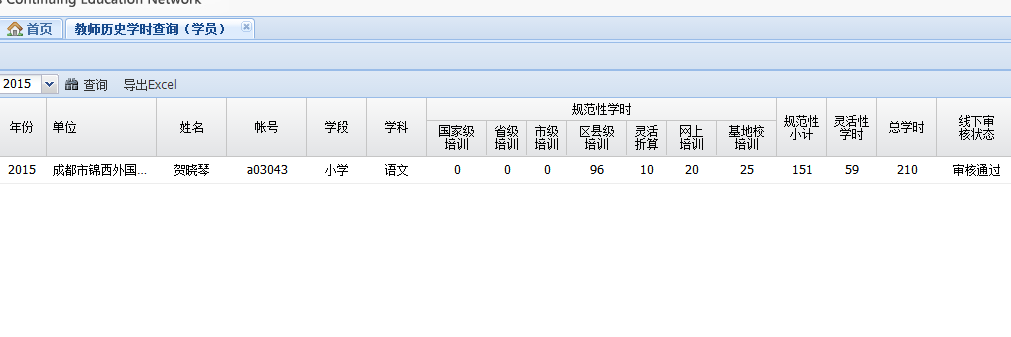 Continuing Education Network
首页 教师历史学时查询（学员）
2015 查询 导出Excel
年份 单位 姓名 帐号 学段 学科 规范性学时 规范性小计 灵活性学时 总学时 线下审核状态
国家级培训 省级培训 市级培训 区县级培训 灵活折算 网上培训 基地校培训
2015 成都市锦西外国... 贺晓琴 a03043 小学 语文 0 0 0 96 10 20 25 151 59 210 审核通过